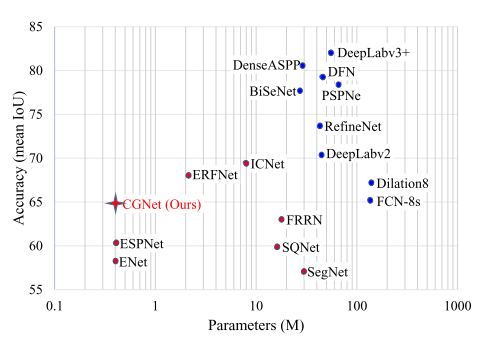 85
80
75
70
65
60
55
Accuracy (mean IoU)
DeepLabv3+
DenseASPP
DFN
BiSeNet
PSPNe
RefineNet
DeepLabv2
ICNet
ERFNet
Dilation8
CGNet (Ours)
FCN-8s
FRRN
ESPNet
SQNet
ENet
SegNet
0.1
1
10
100
1000
Parameters (M)